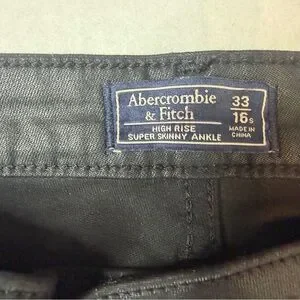 Abercrombie
& Fitch
HIGH RISE
SUPER SKINNY ANKLE
33
16s
MADE IN
CHINA